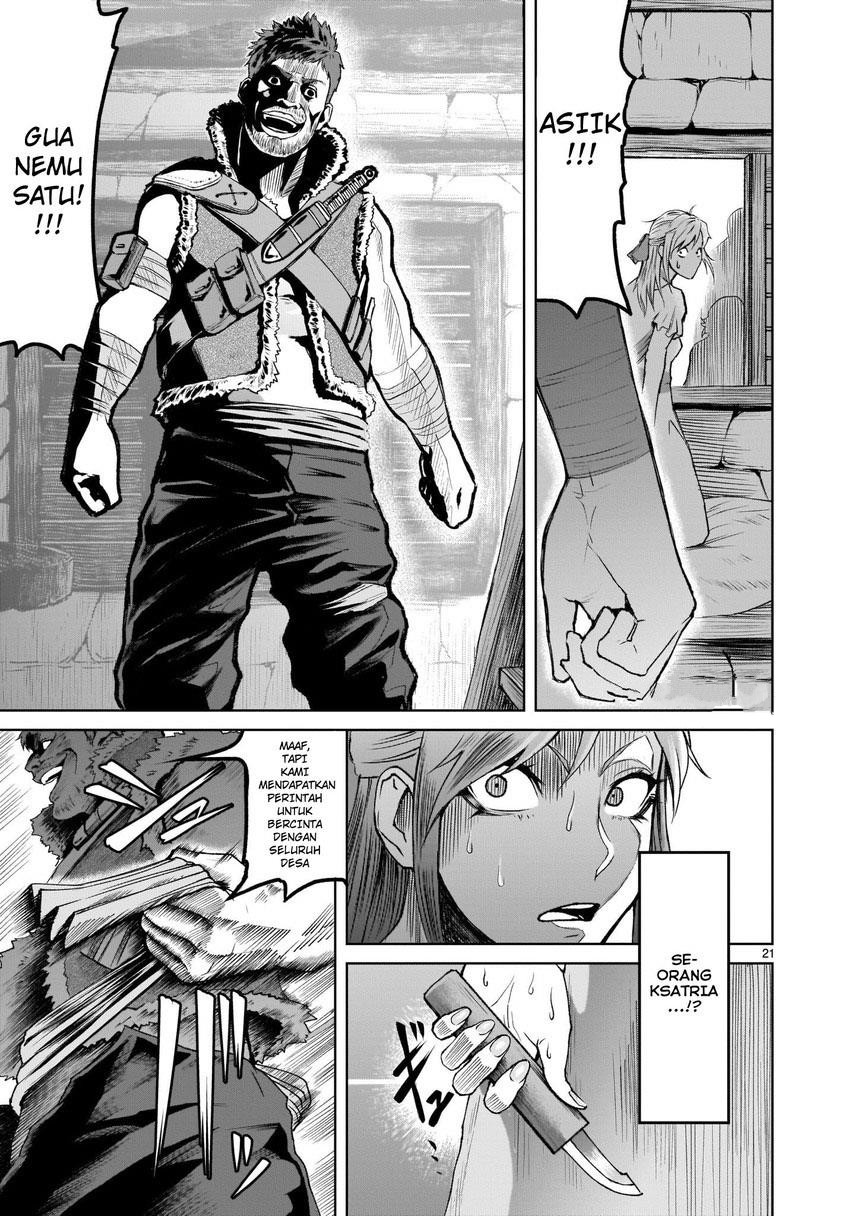 ASIIK
!!!
GUA
NEMU
SATU!
!!!
21
SE-
ORANG
KSATRIA
...!?
MAAF,
TAPI
KAMI
MENDAPATKAN
PERINTAH
UNTUK
BERCINTA
DENGAN
SELURUH
DESA